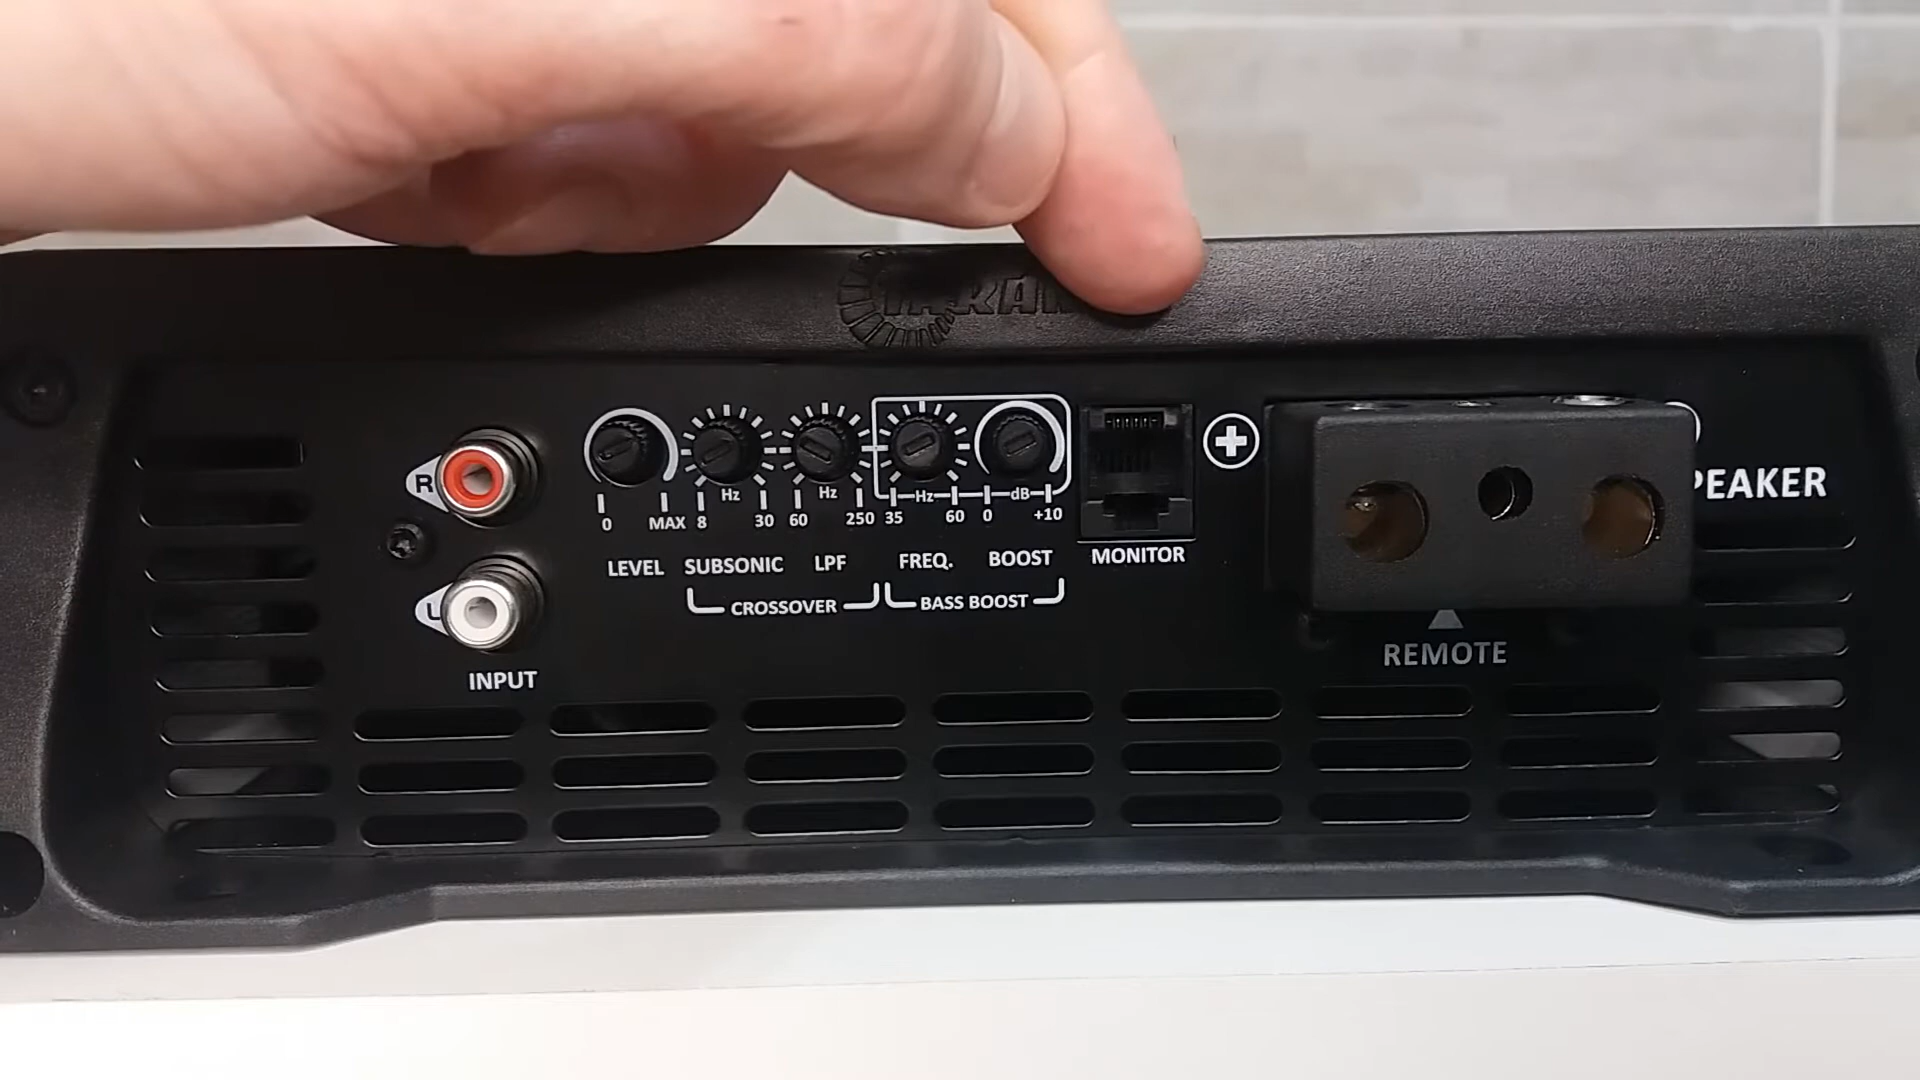 R
L
INPUT
0 MAX
LEVEL
Hz
8 30
SUBSONIC
Hz
60 250
LPF
CROSSOVER
Hz
35 60
FREQ.
dB
0 +10
BOOST
BASS BOOST
MONITOR
REMOTE
PEAKER